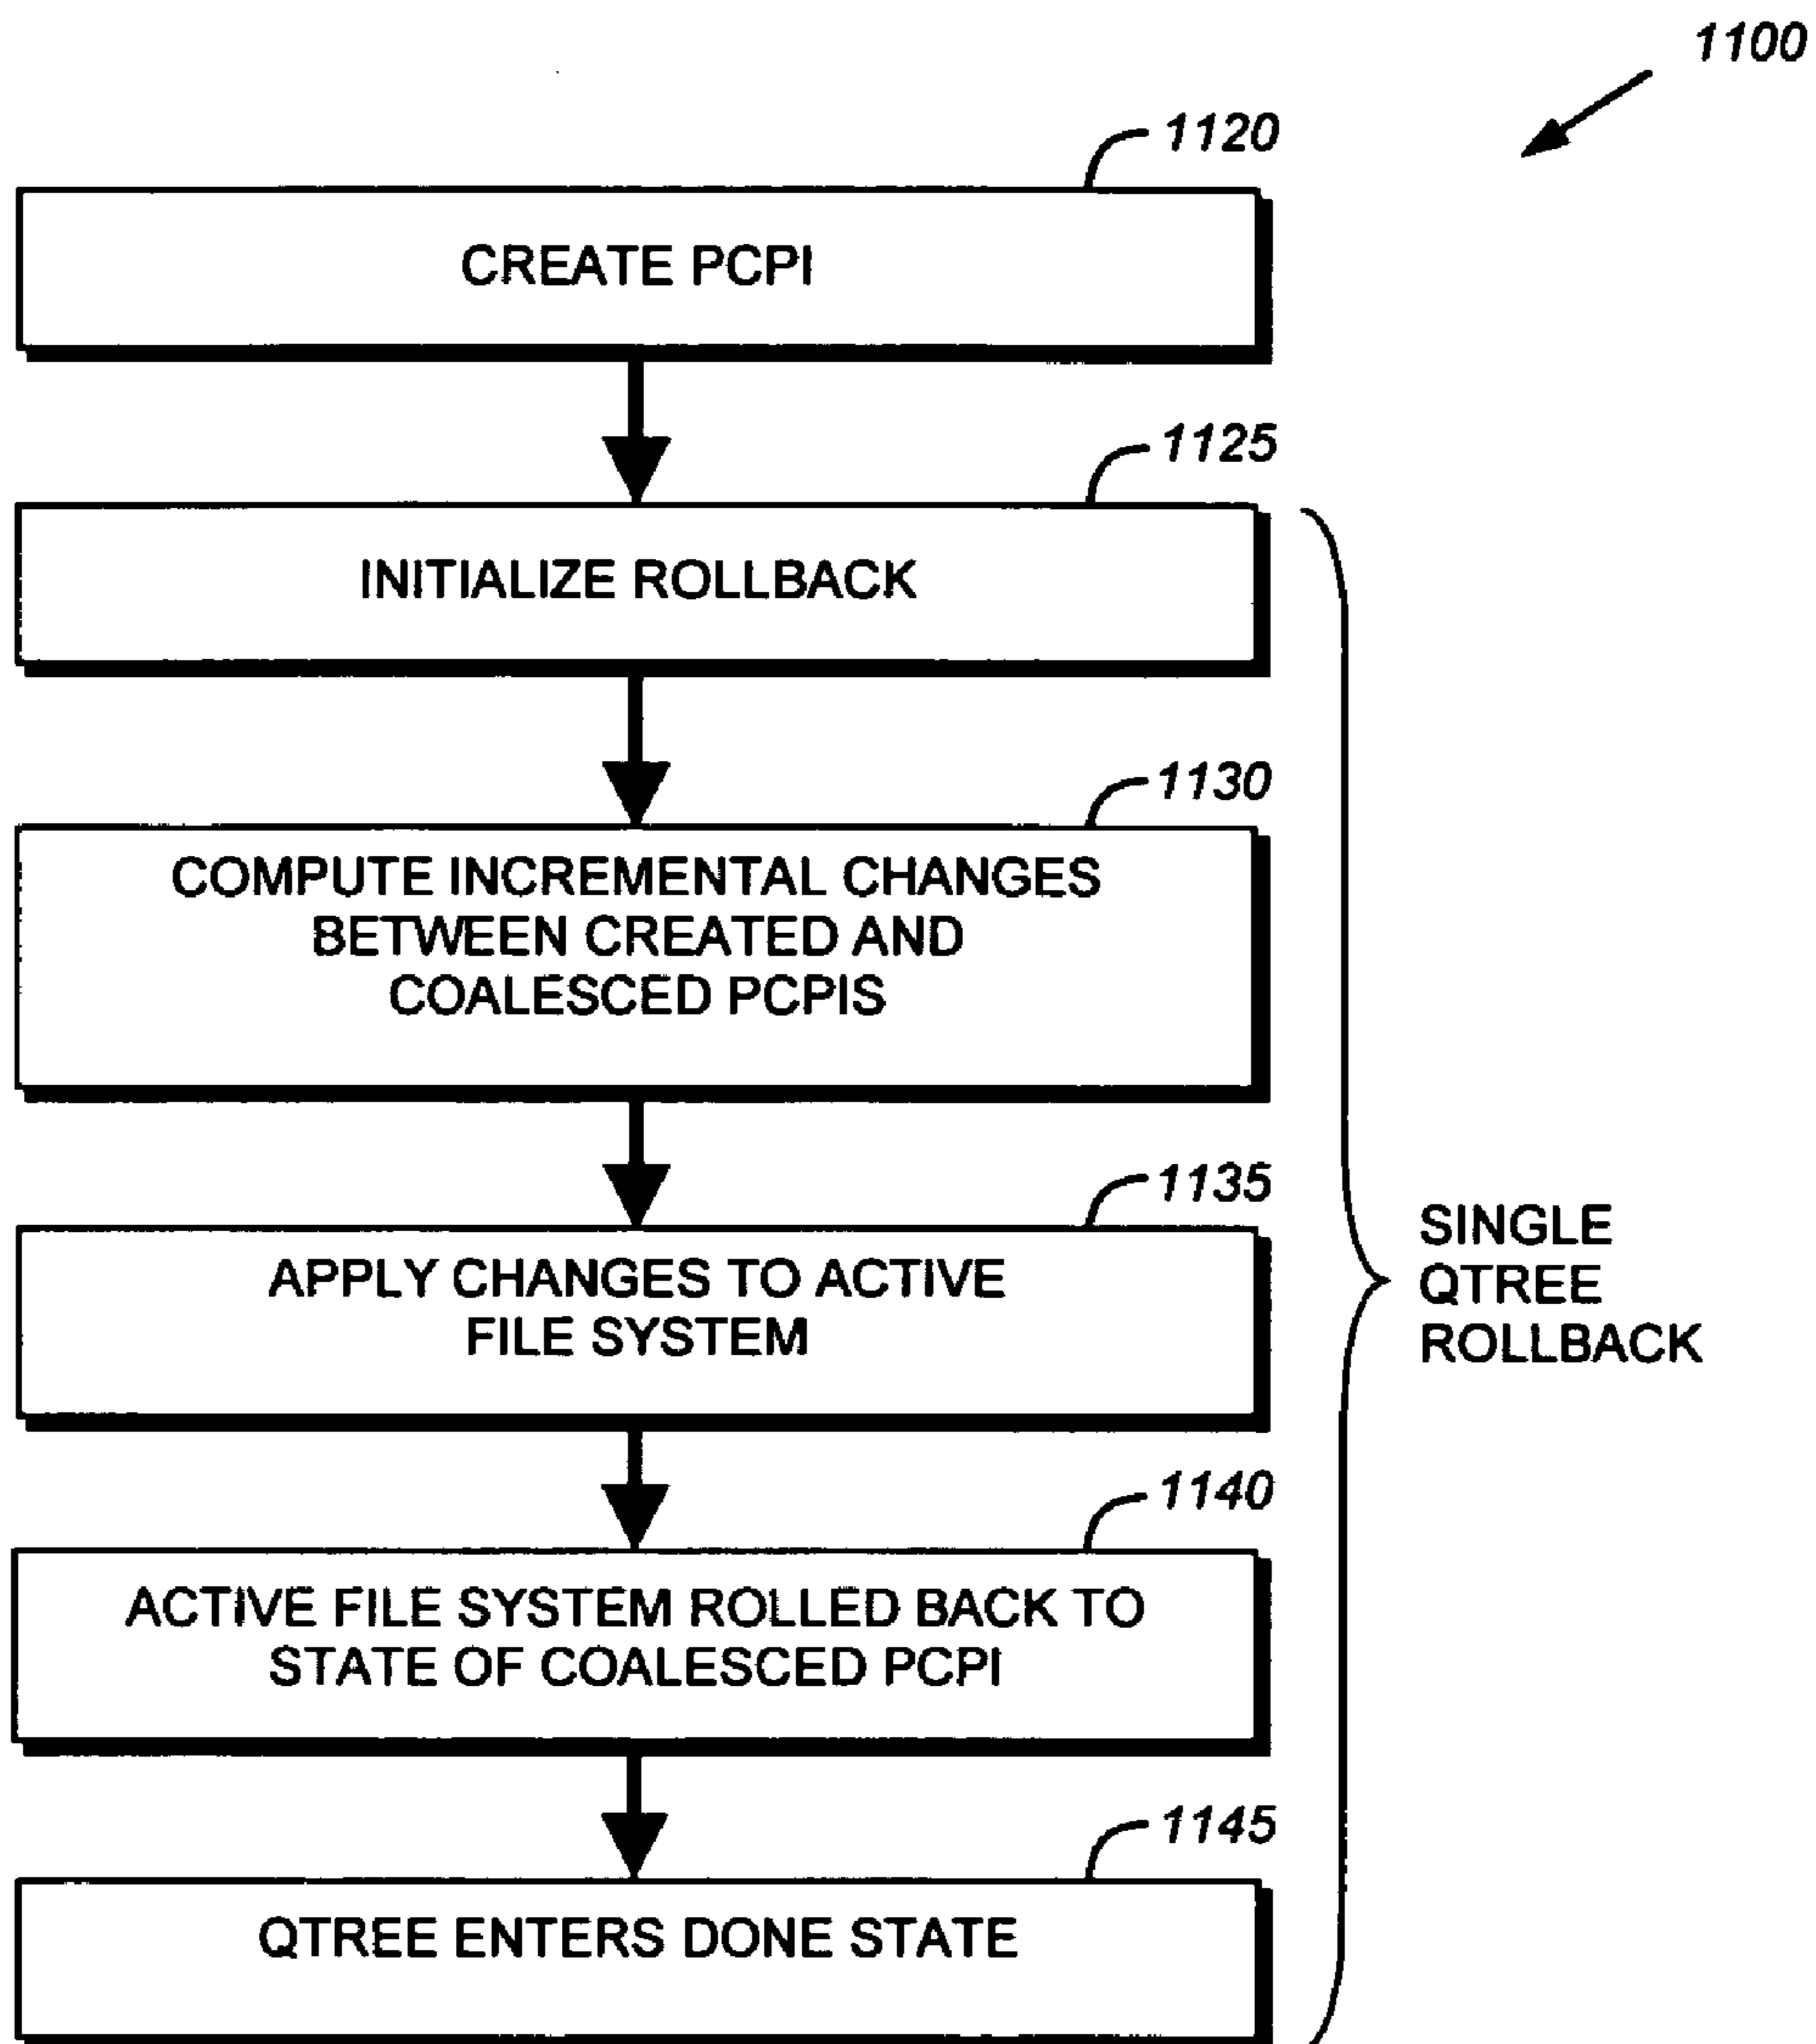 1100
1120
CREATE PCPI
1125
INITIALIZE ROLLBACK
1130
COMPUTE INCREMENTAL CHANGES
BETWEEN CREATED AND
COALESCED PCPIS
1135
APPLY CHANGES TO ACTIVE
FILE SYSTEM
SINGLE
QTREE
ROLLBACK
1140
ACTIVE FILE SYSTEM ROLLED BACK TO
STATE OF COALESCED PCPI
1145
QTREE ENTERS DONE STATE